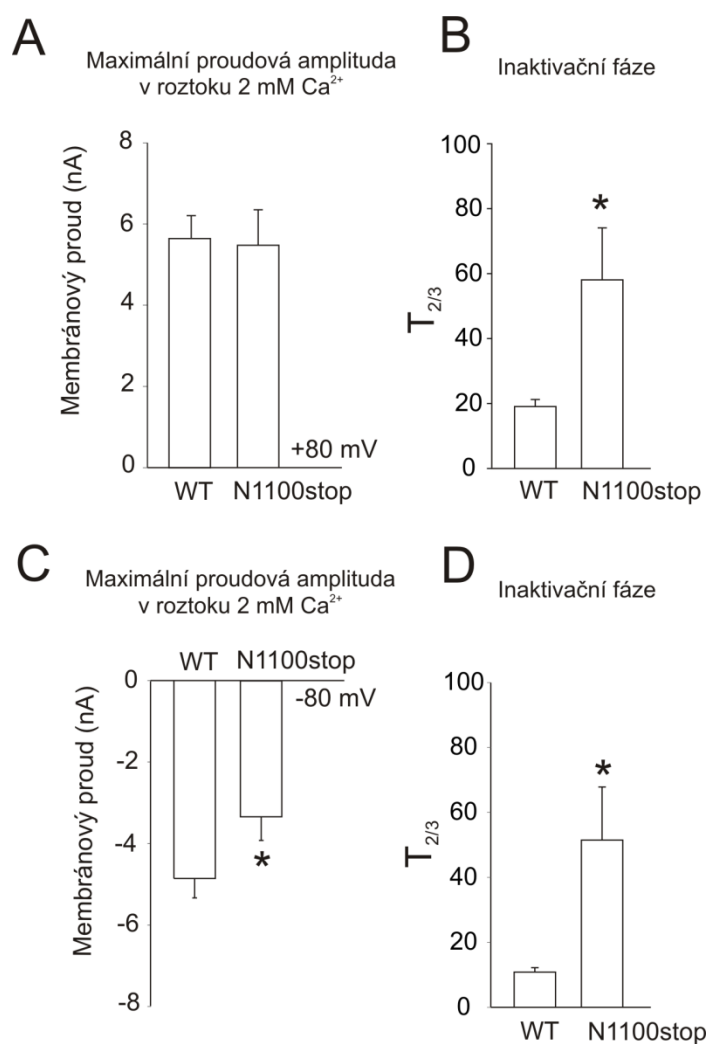 A
Maximální proudová amplituda
v roztoku 2 mM Ca²⁺
Membránový proud (nA)
8
6
4
2
0
+80 mV
WT
N1100stop
B
Inaktivační fáze
T2/3
100
80
60
40
20
0
*
WT
N1100stop
C
Maximální proudová amplituda
v roztoku 2 mM Ca²⁺
Membránový proud (nA)
WT
N1100stop
0
-2
-4
-6
-8
-80 mV
*
D
Inaktivační fáze
T2/3
100
80
60
40
20
0
*
WT
N1100stop